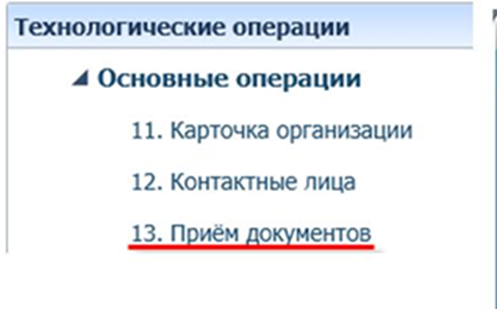 Технологические операции
Основные операции
11. Карточка организации
12. Контактные лица
13. Приём документов